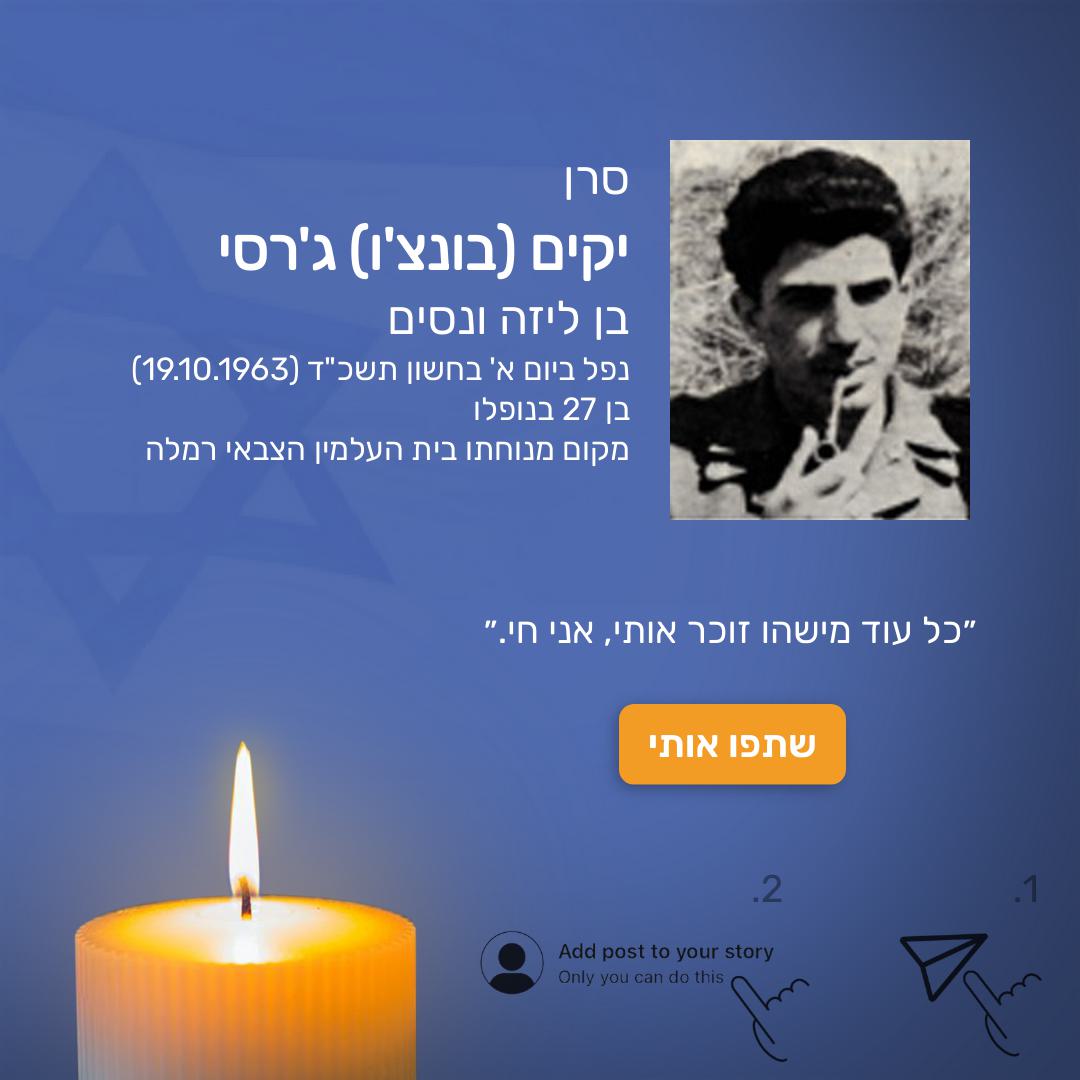 סרן
יקים (בונצ'ו) ג'רסי
בן ליזה ונסים
נפל ביום א' בחשון תשכ"ד (19.10.1963)
בן 27 בנופלו
מקום מנוחתו בית העלמין הצבאי רמלה
״כל עוד מישהו זוכר אותי, אני חי.״
שתפו אותי
1.
2.
Add post to your story
Only you can do this